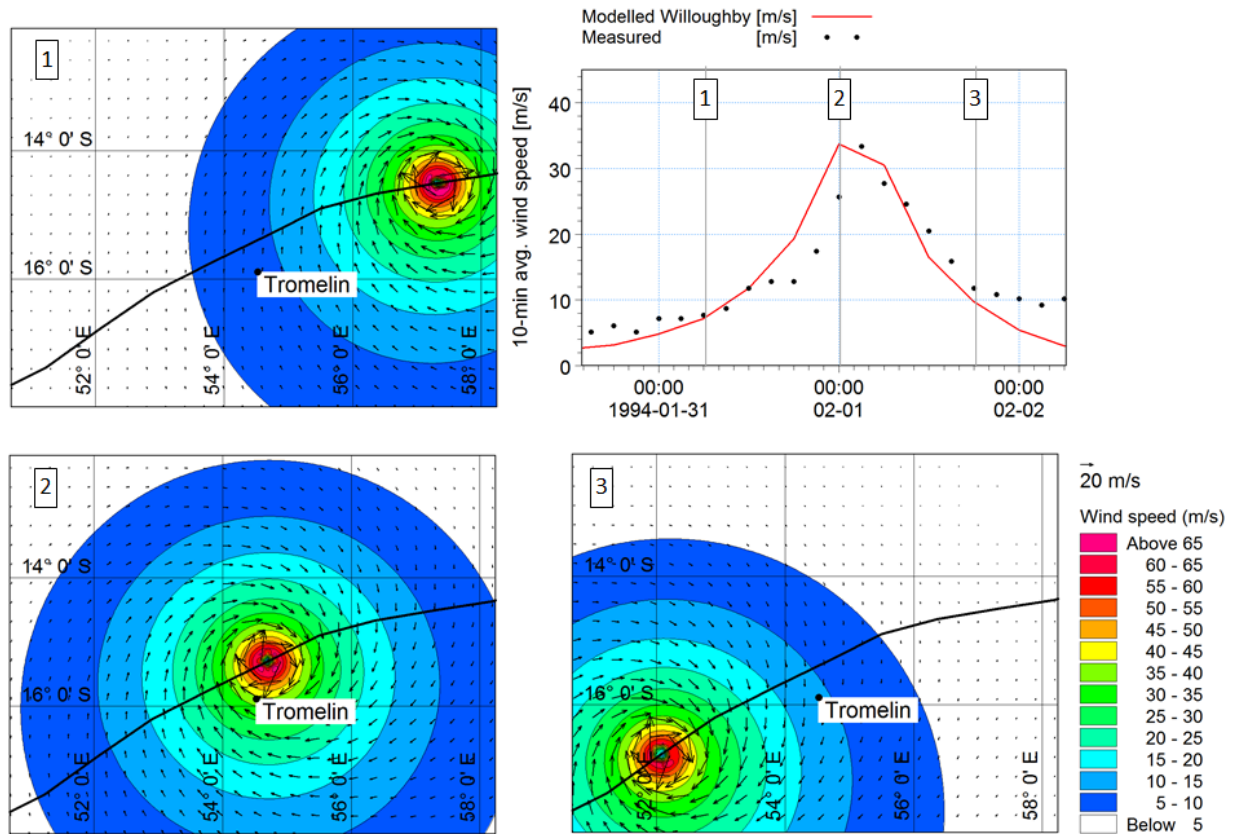 1
14° 0' S
16° 0' S
Tromelin
52° 0' E
54° 0' E
56° 0' E
58° 0' E
Modelled Willoughby [m/s]
Measured [m/s]
10-min avg. wind speed [m/s]
40
30
20
10
0
1
2
3
00:00
1994-01-31
00:00
02-01
00:00
02-02
2
14° 0' S
16° 0' S
Tromelin
52° 0' E
54° 0' E
56° 0' E
58° 0' E
3
14° 0' S
16° 0' S
Tromelin
52° 0' E
54° 0' E
56° 0' E
58° 0' E
20 m/s
Wind speed (m/s)
Above 65
60 - 65
55 - 60
50 - 55
45 - 50
40 - 45
35 - 40
30 - 35
25 - 30
20 - 25
15 - 20
10 - 15
5 - 10
Below 5